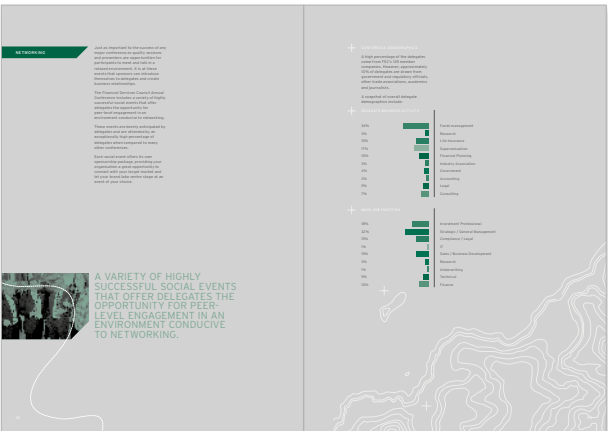 NETWORKING
Just as important to the success of any
major conference as quality sessions
and presenters are opportunities for
participants to meet and talk in a
relaxed environment. It is at these
events that sponsors can introduce
themselves to delegates and create
business relationships.
The Financial Services Council Annual
Conference includes a variety of highly
successful social events that offer
delegates the opportunity for
peer-level engagement in an
environment conducive to networking.
These events are keenly anticipated by
delegates and are attended by an
exceptionally high percentage of
delegates when compared to many
other conferences.
Each social event offers its own
sponsorship package, providing your
organisation a great opportunity to
connect with your target market and
let your brand take centre stage at an
event of your choice.
A VARIETY OF HIGHLY
SUCCESSFUL SOCIAL EVENTS
THAT OFFER DELEGATES THE
OPPORTUNITY FOR PEER-
LEVEL ENGAGEMENT IN AN
ENVIRONMENT CONDUCIVE
TO NETWORKING.
A high percentage of the delegates
come from FSC's 130 member
companies. However, approximately
10% of delegates are drawn from
government and regulatory officials,
other trade associations, academics
and journalists.
A snapshot of overall delegate
demographics include:
Funds management
Research
Life Insurance
Superannuation
Financial Planning
Industry Association
Government
Accounting
Legal
Consulting
Investment Professional
Strategic / General Management
Compliance / Legal
IT
Sales / Business Development
Research
Underwriting
Technical
Finance